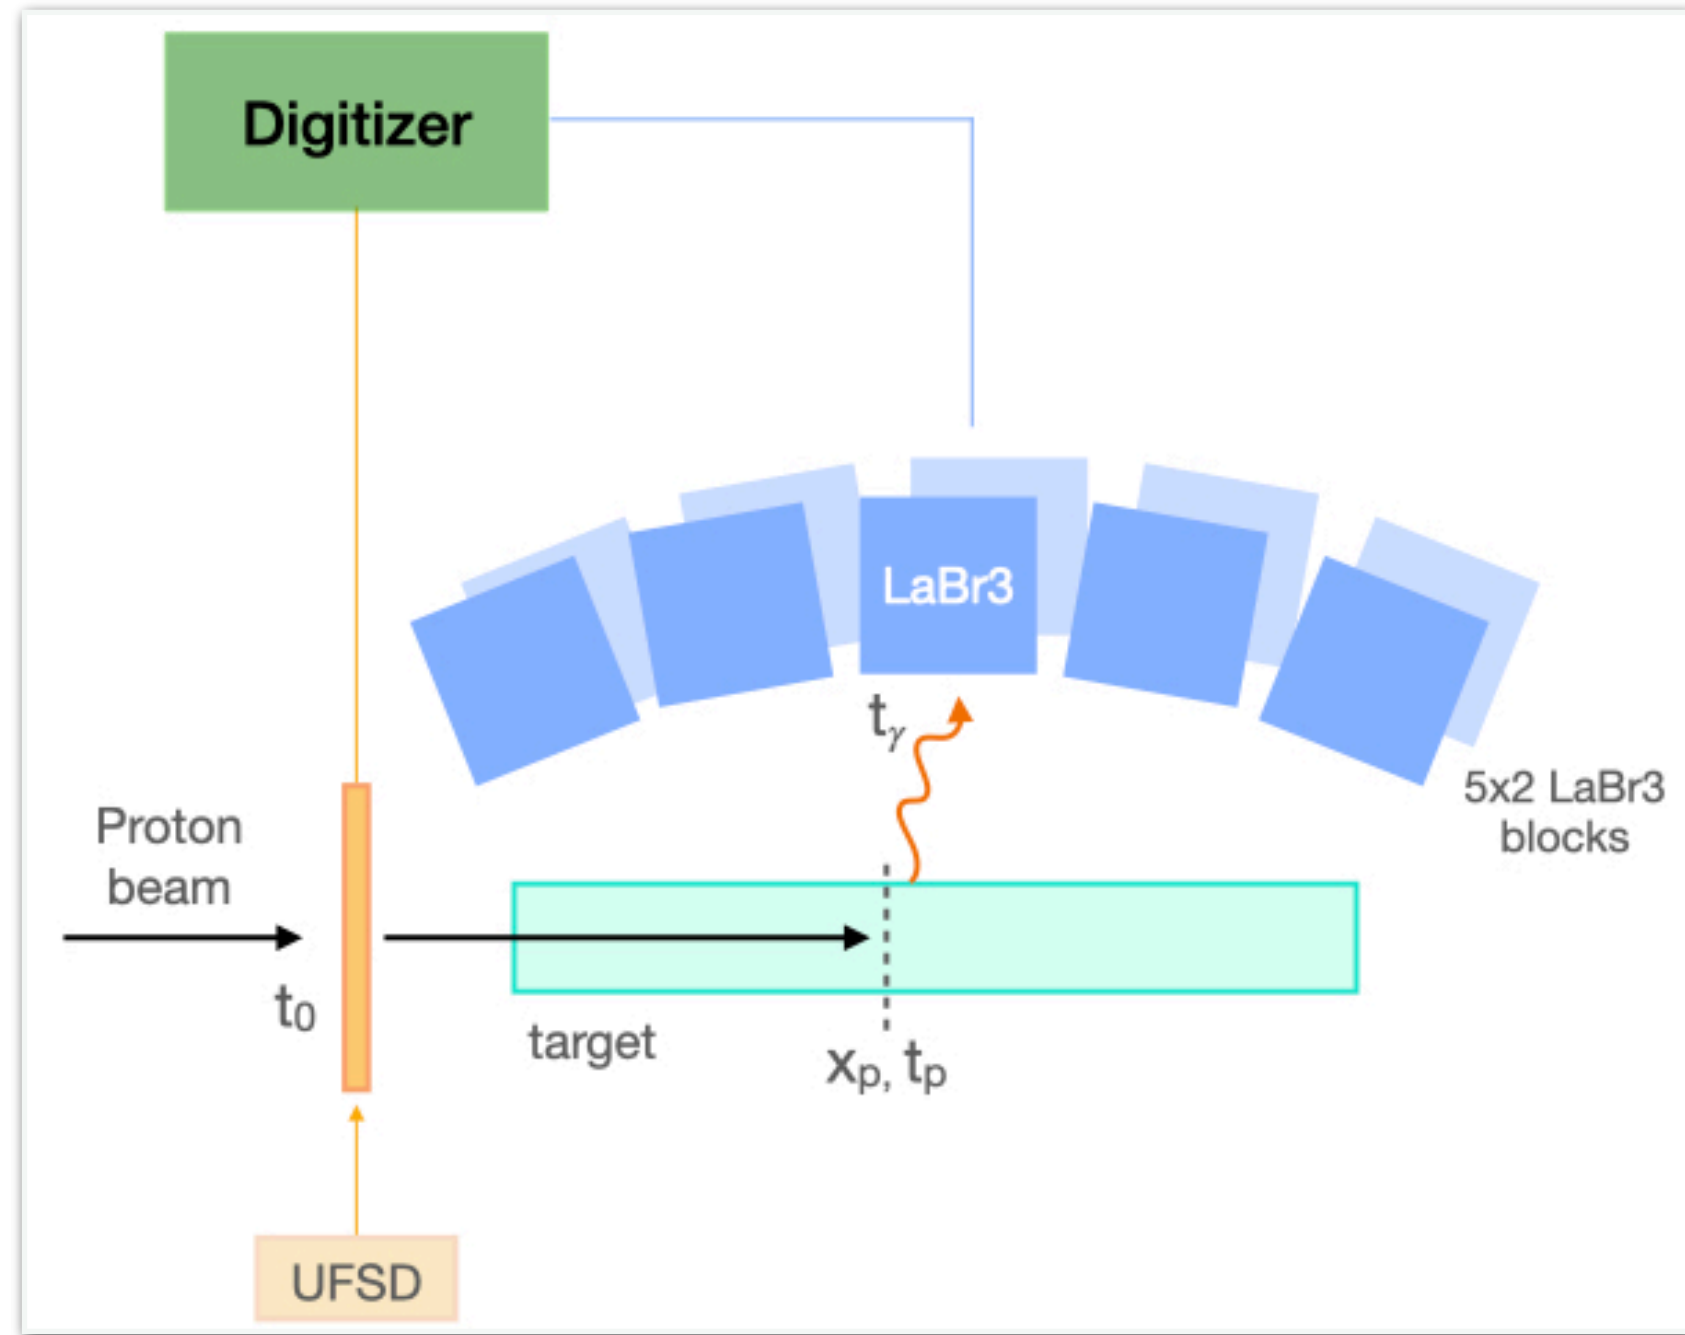 Digitizer
LaBr3
tγ
5x2 LaBr3
blocks
Proton
beam
t0
target
xp, tp
UFSD